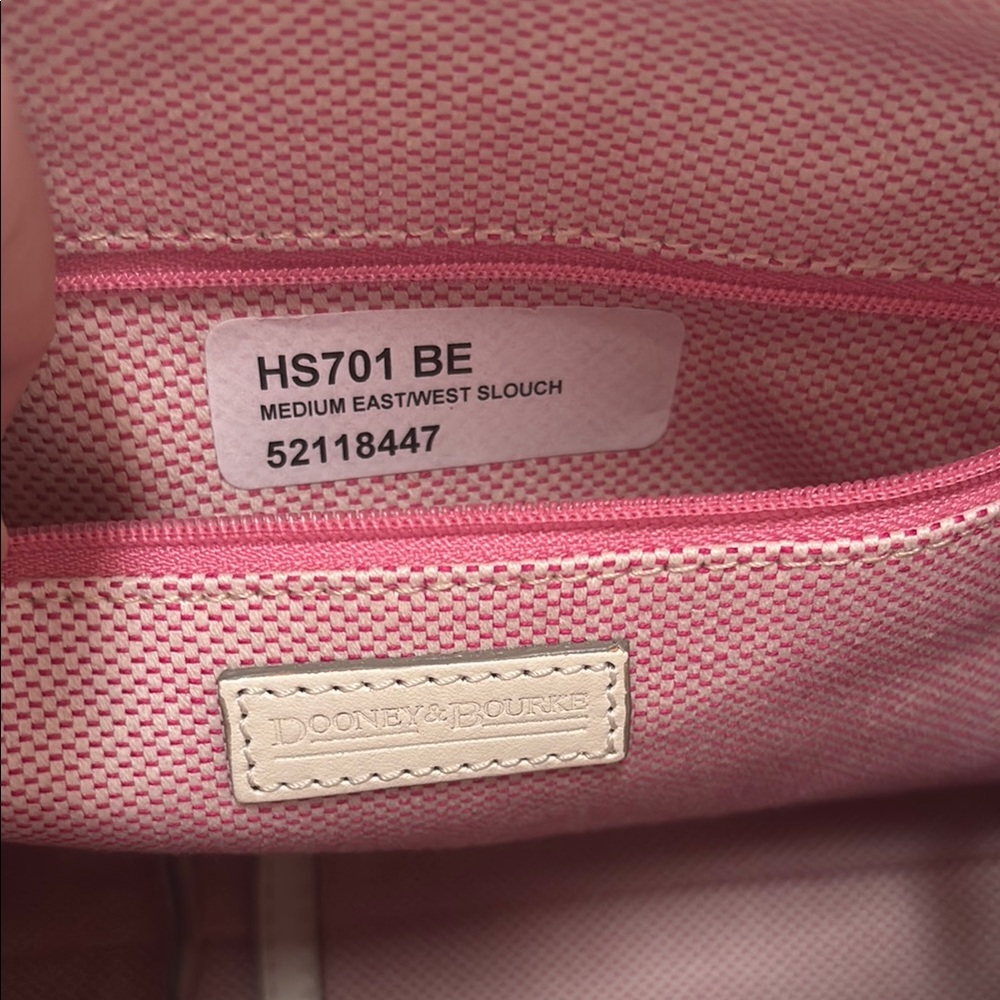 HS701 BE
MEDIUM EAST/WEST SLOUCH
52118447
DOONEY & BOURKE